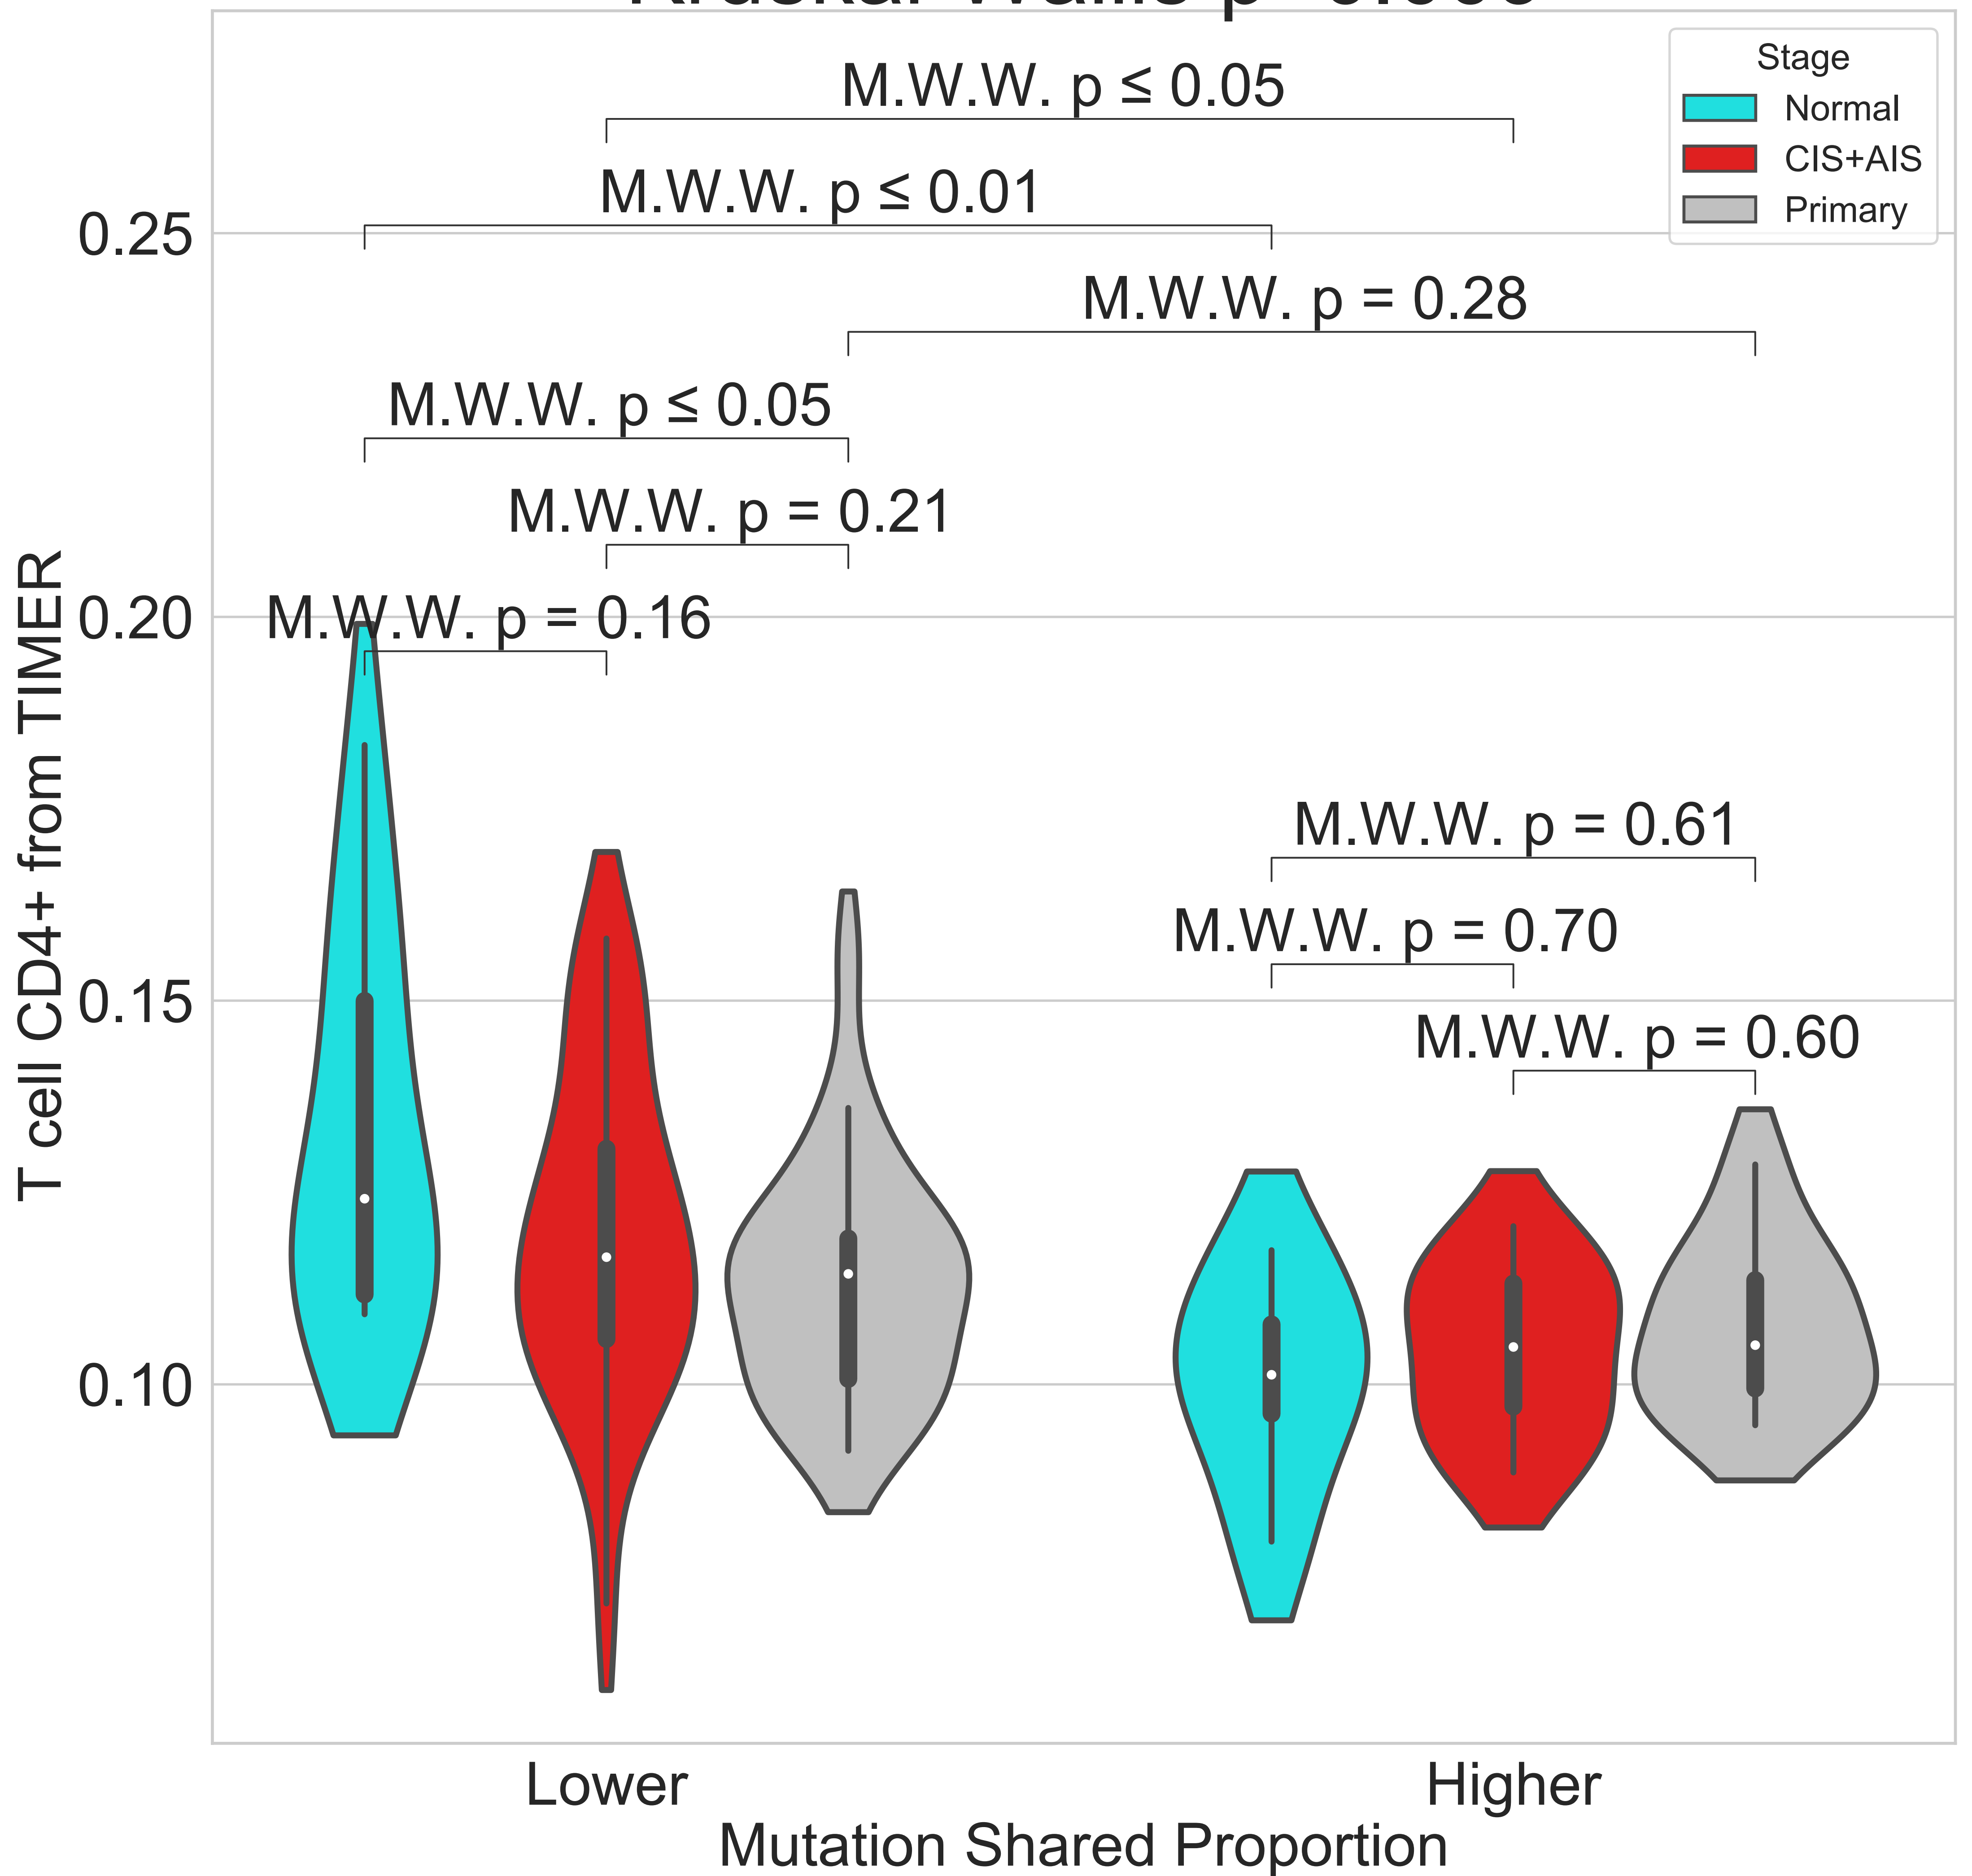 M.W.W. p ≤ 0.05
Stage
Normal
CIS+AIS
Primary
M.W.W. p ≤ 0.01
M.W.W. p = 0.28
M.W.W. p ≤ 0.05
M.W.W. p = 0.21
M.W.W. p = 0.16
M.W.W. p = 0.61
M.W.W. p = 0.70
M.W.W. p = 0.60
T cell CD4+ from TIMER
0.25
0.20
0.15
0.10
Lower
Higher
Mutation Shared Proportion